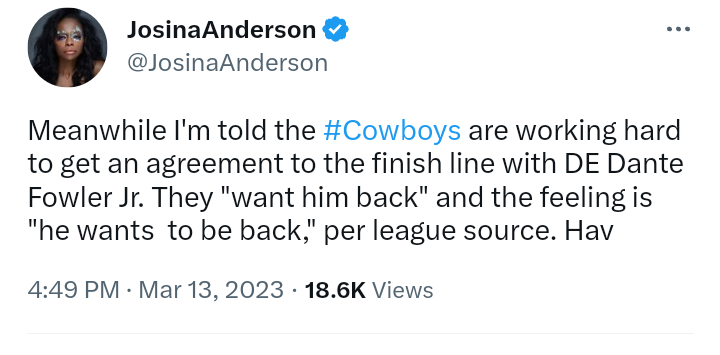 JosinaAnderson
@JosinaAnderson
Meanwhile I'm told the #Cowboys are working hard
to get an agreement to the finish line with DE Dante
Fowler Jr. They "want him back" and the feeling is
"he wants  to be back," per league source. Hav
4:49 PM · Mar 13, 2023 · 18.6K Views